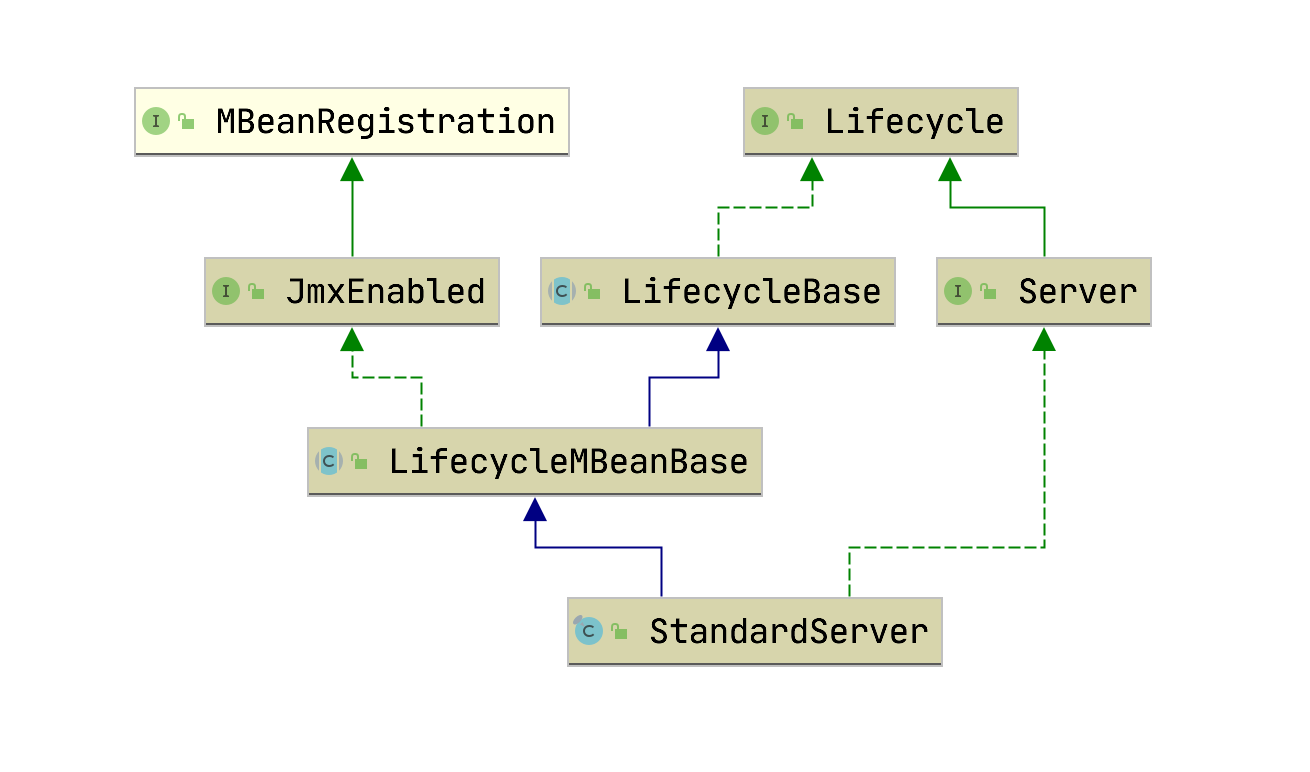 I MBeanRegistration
I Lifecycle
I JmxEnabled
C LifecycleBase
I Server
C LifecycleMBeanBase
C StandardServer